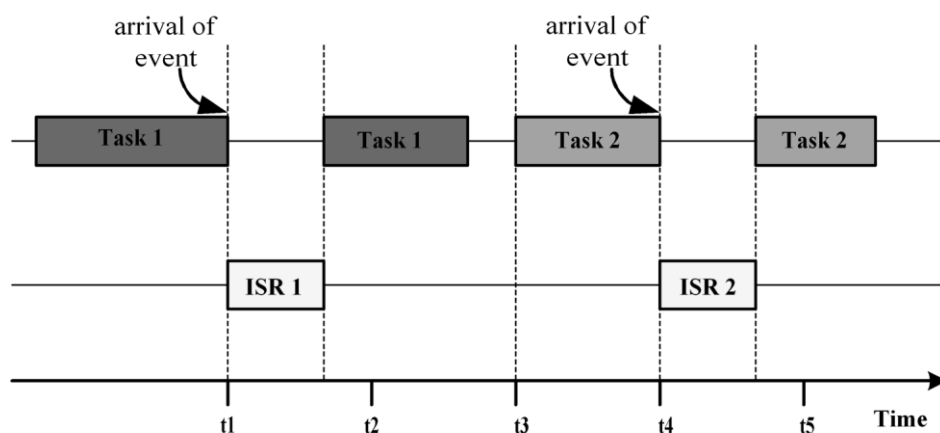 arrival of
event
arrival of
event
Task 1
Task 1
Task 2
Task 2
ISR 1
ISR 2
t1
t2
t3
t4
t5
Time